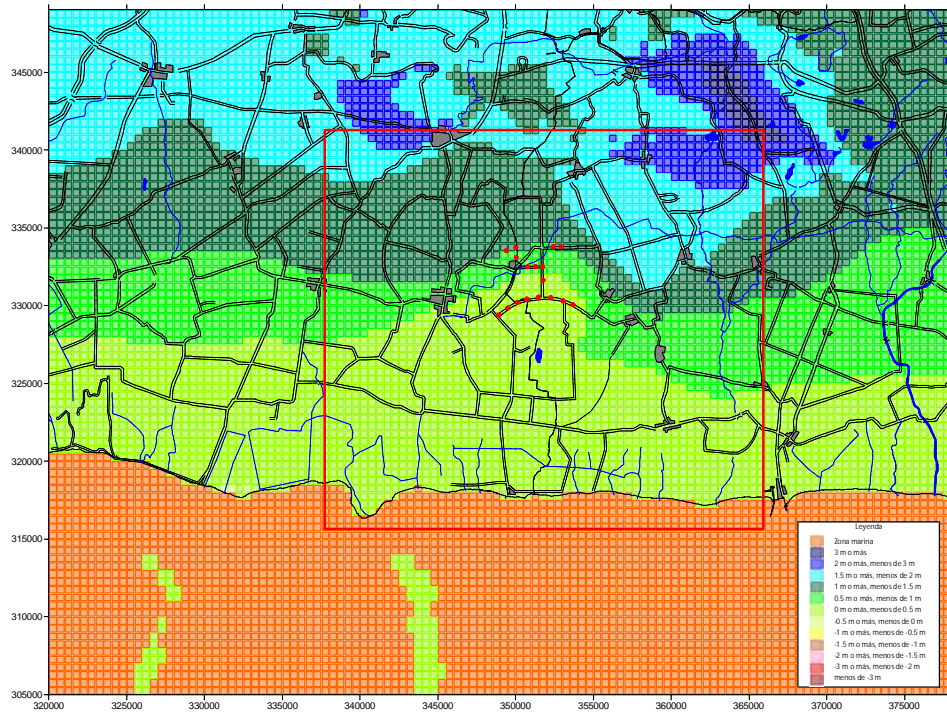 345000
340000
335000
330000
325000
320000
315000
310000
305000
320000 325000 330000 335000 340000 345000 350000 355000 360000 365000 370000 375000
Leyenda
Zona marina
3 m o más
2 m o más, menos de 3 m
1.5 m o más, menos de 2 m
1 m o más, menos de 1.5 m
0.5 m o más, menos de 1 m
0 m o más, menos de 0.5 m
-0.5 m o más, menos de 0 m
-1 m o más, menos de -0.5 m
-1.5 m o más, menos de -1 m
-2 m o más, menos de -1.5 m
-3 m o más, menos de -2 m
menos de -3 m